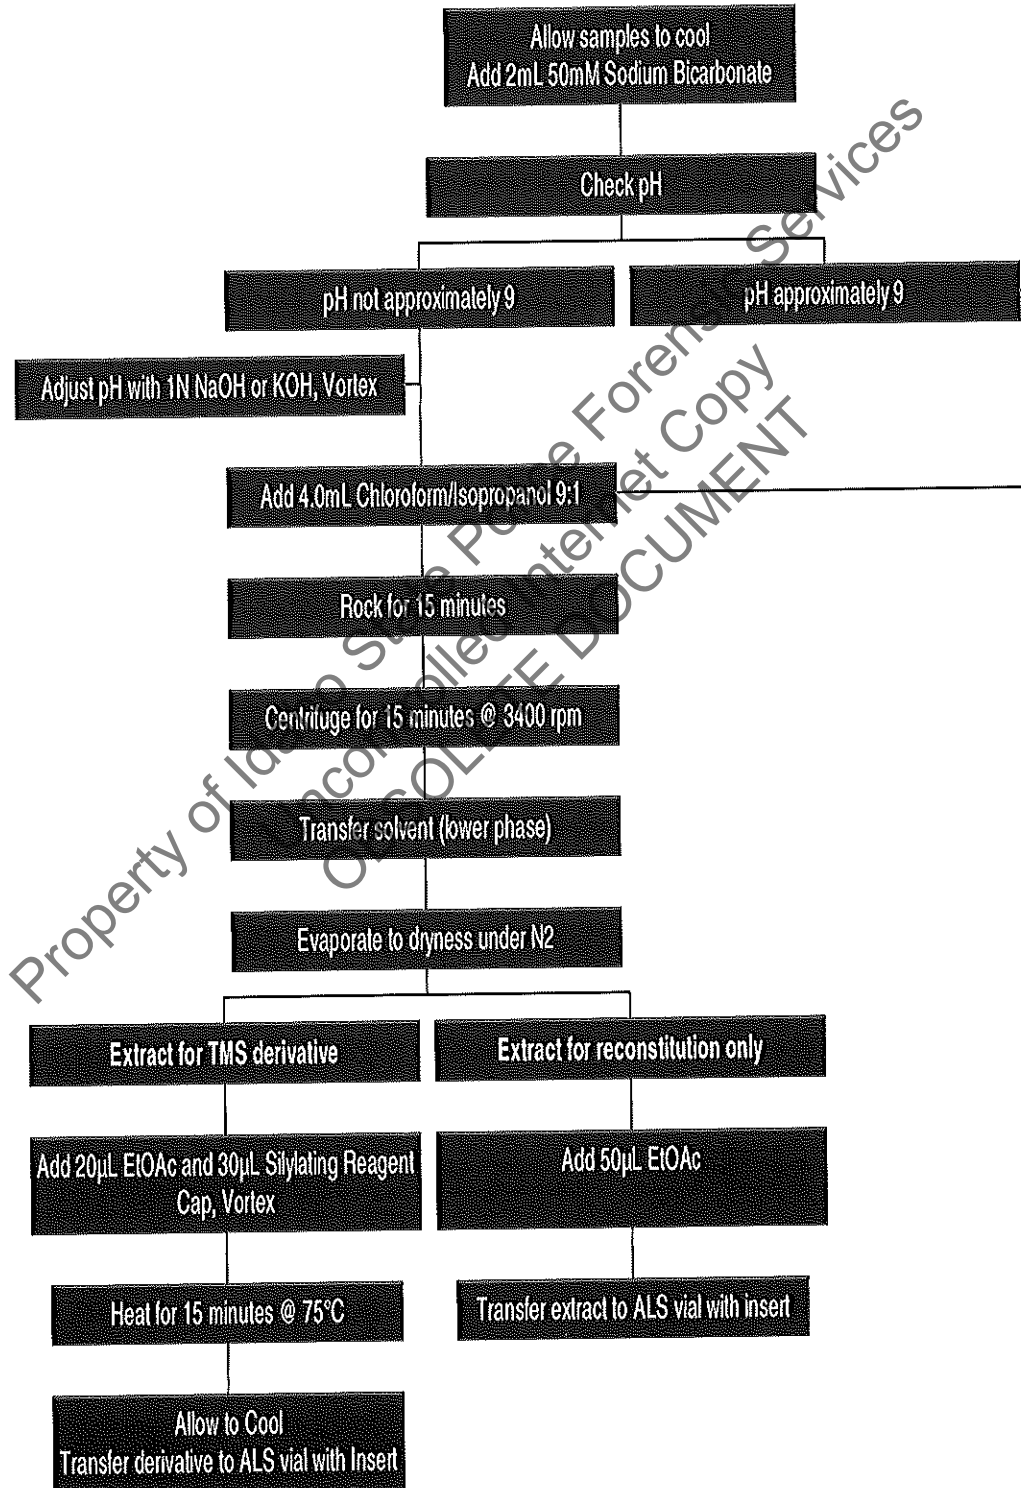 Allow samples to cool
Add 2mL 50mM Sodium Bicarbonate
Check pH
pH not approximately 9
pH approximately 9
Adjust pH with 1N NaOH or KOH, Vortex
Add 4.0mL Chloroform/Isopropanol 9:1
Rock for 15 minutes
Centrifuge for 15 minutes @ 3400 rpm
Transfer solvent (lower phase)
Evaporate to dryness under N2
Extract for TMS derivative
Extract for reconstitution only
Add 20µL EtOAc and 30µL Silylating Reagent
Cap, Vortex
Add 50µL EtOAc
Heat for 15 minutes @ 75°C
Transfer extract to ALS vial with insert
Allow to Cool
Transfer derivative to ALS vial with Insert
Property of Idaho State Police Forensic Services
Uncontrolled Internet Copy
OBSOLETE DOCUMENT